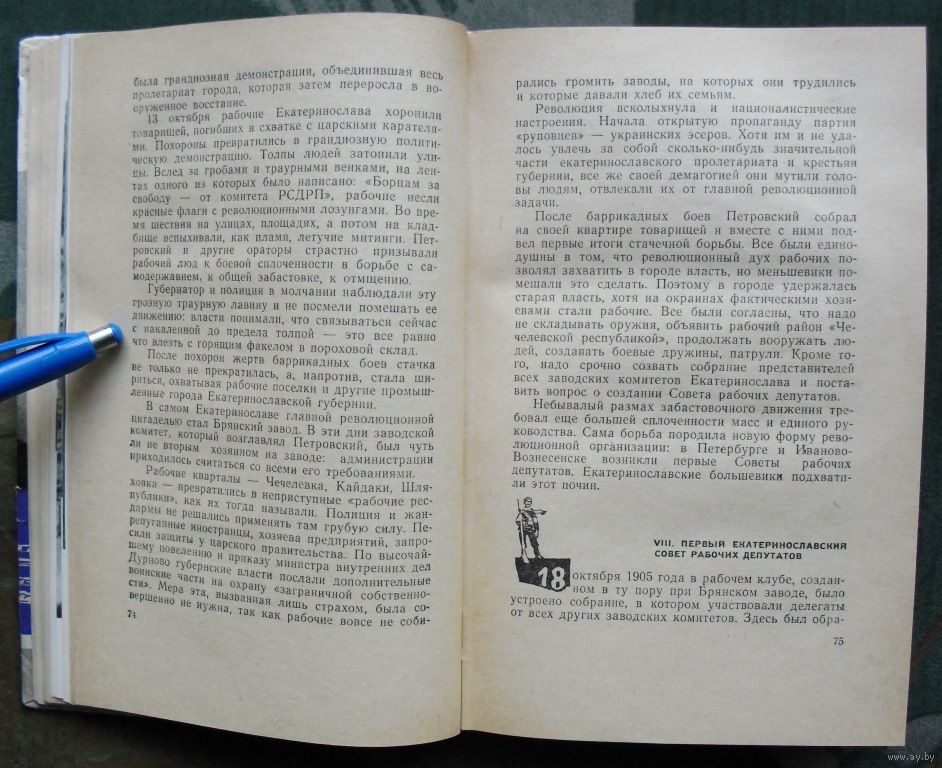 была грандиозная демонстрация, объединившая весь
пролетариат города, которая затем переросла в во-
оруженное восстание.
13 октября рабочие Екатеринослава хоронили
товарищей, погибших в схватке с царскими карателя-
ми. Похороны превратились в грандиозную полити-
ческую демонстрацию. Толпы людей затопили ули-
цы. Вслед за гробами и траурными венками, на лен-
тах одного из которых было написано: «Борцам за
свободу — от комитета РСДРП», рабочие несли
красные флаги с революционными лозунгами. Во вре-
мя шествия на улицах, площадях, а потом на клад-
бище вспыхивали, как пламя, летучие митинги. Пет-
ровский и другие ораторы страстно призывали
рабочий люд к боевой сплоченности в борьбе с са-
модержавием, к общей забастовке, к отмщению.
Губернатор и полиция в молчании наблюдали эту
грозную траурную лавину и не посмели помешать ее
движению: власти понимали, что связываться сейчас
с накаленной до предела толпой — это все равно
что влезть с горящим факелом в пороховой склад.
После похорон жертв баррикадных боев стачка
не только не прекратилась, а, напротив, стала ши-
риться, охватывая рабочие поселки и другие промыш-
ленные города Екатеринославской губернии.
В самом Екатеринославе главной революционной
цитаделью стал Брянский завод. В эти дни заводской
комитет, который возглавлял Петровский, был чуть
ли не вторым хозяином на заводе: администрации
приходилось считаться со всеми его требованиями.
Рабочие кварталы — Чечелевка, Кайдаки, Шля-
ховка — превратились в неприступные «рабочие рес-
публики», как их тогда называли. Полиция и жан-
дармы не решались применять там грубую силу. Пе-
репуганные иностранцы, хозяева предприятий, запро-
сили защиты у царского правительства. По высочай-
шему вовелению и приказу министра внутренних дел
Дурново губернские власти послали дополнительные
воинские части на охрану «заграничной собственно-
сти». Мера эта, вызванная лишь страхом, была со-
вершенно не нужна, так как рабочие вовсе не соби-
74
рались громить заводы, на которых они трудились
и которые давали хлеб их семьям.
Революция всколыхнула и националистические
настроения. Начала открытую пропаганду партия
«руповцев» — украинских эсеров. Хотя им и не уда-
лось увлечь за собой сколько-нибудь значительной
части екатеринославского пролетариата и крестьян
губернии, все же своей демагогией они мутили голо-
вы людям, отвлекали их от главной революционной
задачи.
После баррикадных боев Петровский собрал
на своей квартире товарищей и вместе с ними под-
вел первые итоги стачечной борьбы. Все были едино-
душны в том, что революционный дух рабочих по-
зволял захватить в городе власть, но меньшевики по-
мешали это сделать. Поэтому в городе удержалась
старая власть, хотя на окраинах фактическими хозяе-
вами стали рабочие. Все были согласны, что надо
не складывать оружия, объявить рабочий район «Че-
челевской республикой», продолжать вооружать лю-
дей, создавать боевые дружины, патрули. Кроме то-
го, надо срочно созвать собрание представителей
всех заводских комитетов Екатеринослава и поста-
вить вопрос о создании Совета рабочих депутатов.
Небывалый размах забастовочного движения тре-
бовал еще большей сплоченности масс и единого ру-
ководства. Сама борьба породила новую форму рево-
люционной организации: в Петербурге и Иваново-
Вознесенске возникли первые Советы рабочих
депутатов. Екатеринославские большевики подхвати-
ли этот почин.
VIII. ПЕРВЫЙ ЕКАТЕРИНОСЛАВСКИЙ
СОВЕТ РАБОЧИХ ДЕПУТАТОВ
18 октября 1905 года в рабочем клубе, создан-
ном в ту пору при Брянском заводе, было
устроено собрание, в котором участвовали делегаты
от всех других заводских комитетов. Здесь был обра-
75
www.ay.by